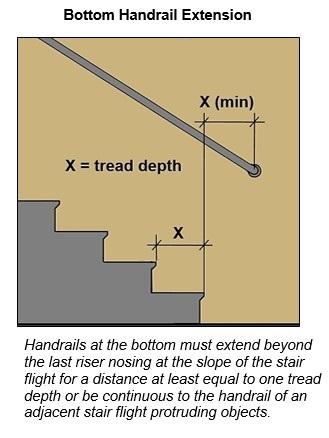 Bottom Handrail Extension
X (min)
X = tread depth
X
Handrails at the bottom must extend beyond
the last riser nosing at the slope of the stair
flight for a distance at least equal to one tread
depth or be continuous to the handrail of an
adjacent stair flight protruding objects.